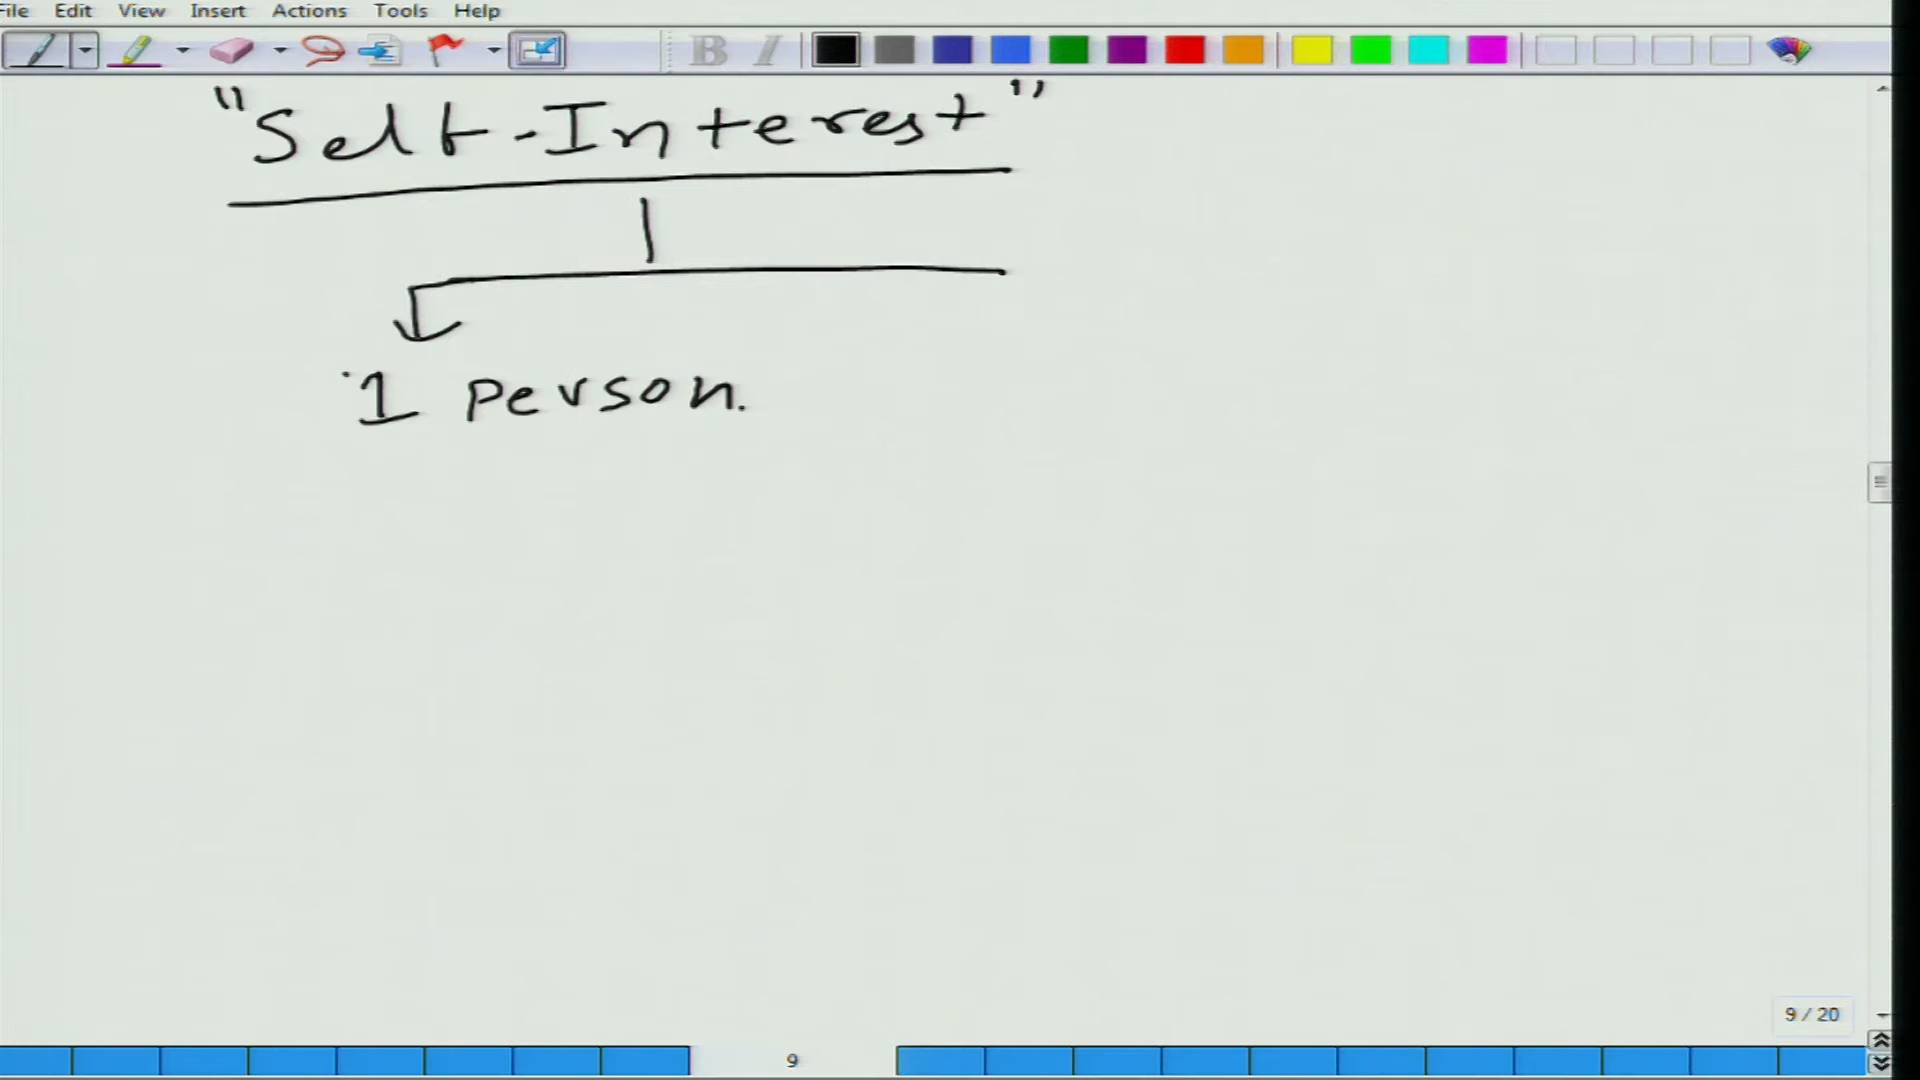 File Edit View Insert Actions Tools Help
B I
"Self-Interest"
1 person.
9 / 20
9